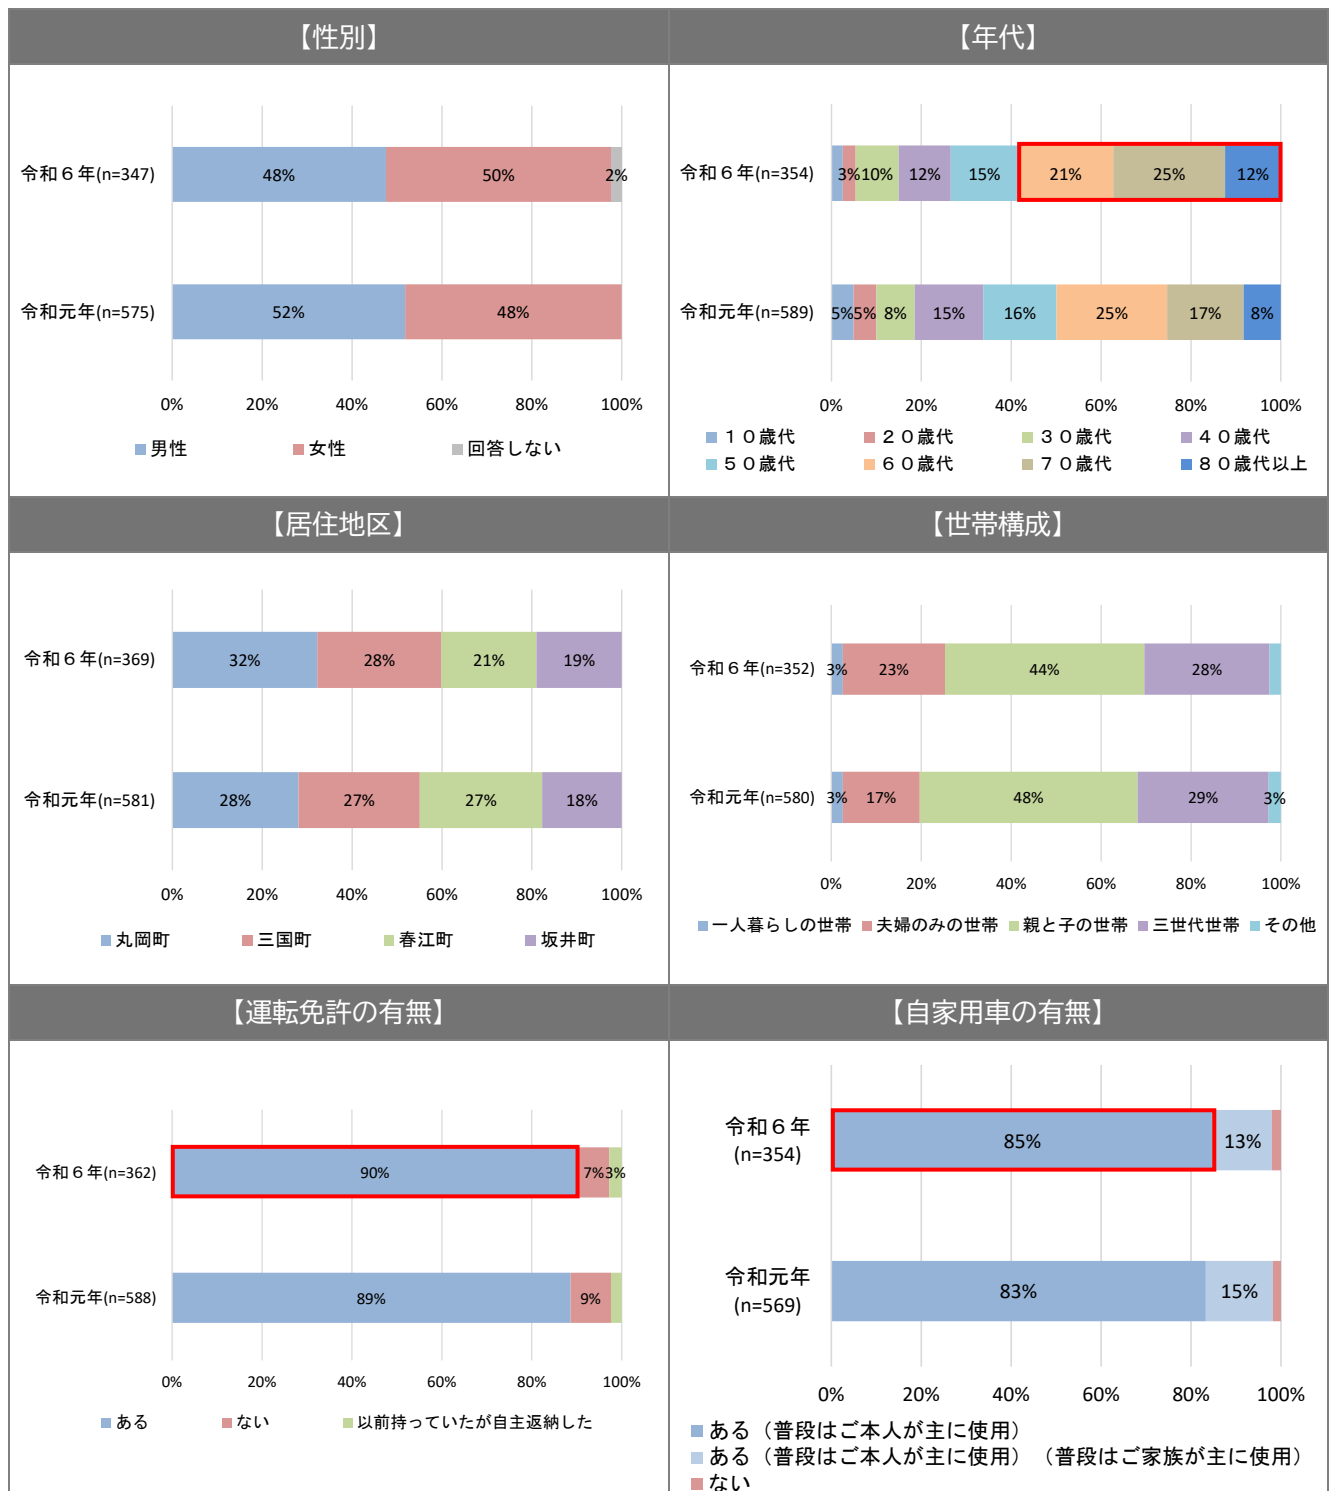 【性別】
令和６年(n=347)
48%
50%
2%
令和元年(n=575)
52%
48%
0%
20%
40%
60%
80%
100%
男性
女性
回答しない
【年代】
令和６年(n=354)
3%
10%
12%
15%
21%
25%
12%
令和元年(n=589)
5%
5%
8%
15%
16%
25%
17%
8%
0%
20%
40%
60%
80%
100%
１０歳代
２０歳代
３０歳代
４０歳代
５０歳代
６０歳代
７０歳代
８０歳代以上
【居住地区】
令和６年(n=369)
32%
28%
21%
19%
令和元年(n=581)
28%
27%
27%
18%
0%
20%
40%
60%
80%
100%
丸岡町
三国町
春江町
坂井町
【世帯構成】
令和６年(n=352)
3%
23%
44%
28%
令和元年(n=580)
3%
17%
48%
29%
3%
0%
20%
40%
60%
80%
100%
一人暮らしの世帯
夫婦のみの世帯
親と子の世帯
三世代世帯
その他
【運転免許の有無】
令和６年(n=362)
90%
7%
3%
令和元年(n=588)
89%
9%
0%
20%
40%
60%
80%
100%
ある
ない
以前持っていたが自主返納した
【自家用車の有無】
令和６年
(n=354)
85%
13%
令和元年
(n=569)
83%
15%
0%
20%
40%
60%
80%
100%
ある（普段はご本人が主に使用）
ある（普段はご本人が主に使用）（普段はご家族が主に使用）
ない